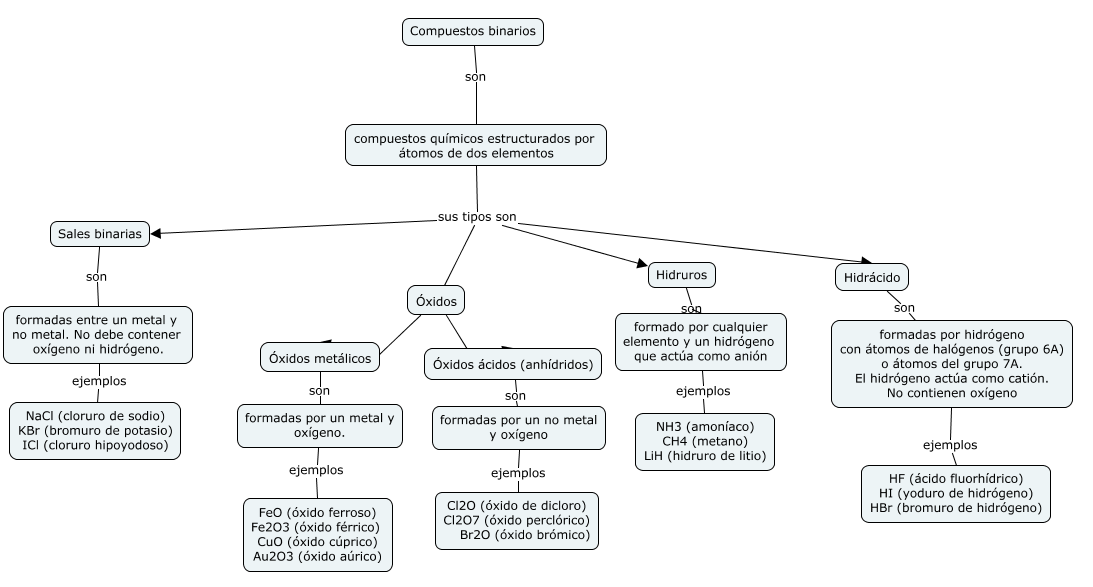 Compuestos binarios
son
compuestos químicos estructurados por
átomos de dos elementos
sus tipos son
Sales binarias
son
formadas entre un metal y
no metal. No debe contener
oxígeno ni hidrógeno.
ejemplos
NaCl (cloruro de sodio)
KBr (bromuro de potasio)
ICl (cloruro hipoyodoso)
Óxidos
Óxidos metálicos
son
formadas por un metal y
oxígeno.
ejemplos
FeO (óxido ferroso)
Fe2O3 (óxido férrico)
CuO (óxido cúprico)
Au2O3 (óxido aúrico)
Óxidos ácidos (anhídridos)
son
formadas por un no metal
y oxígeno
ejemplos
Cl2O (óxido de dicloro)
Cl2O7 (óxido perclórico)
Br2O (óxido brómico)
Hidruros
son
formado por cualquier
elemento y un hidrógeno
que actúa como anión
ejemplos
NH3 (amoníaco)
CH4 (metano)
LiH (hidruro de litio)
Hidrácido
son
formadas por hidrógeno
con átomos de halógenos (grupo 6A)
o átomos del grupo 7A.
El hidrógeno actúa como catión.
No contienen oxígeno
ejemplos
HF (ácido fluorhídrico)
HI (yoduro de hidrógeno)
HBr (bromuro de hidrógeno)